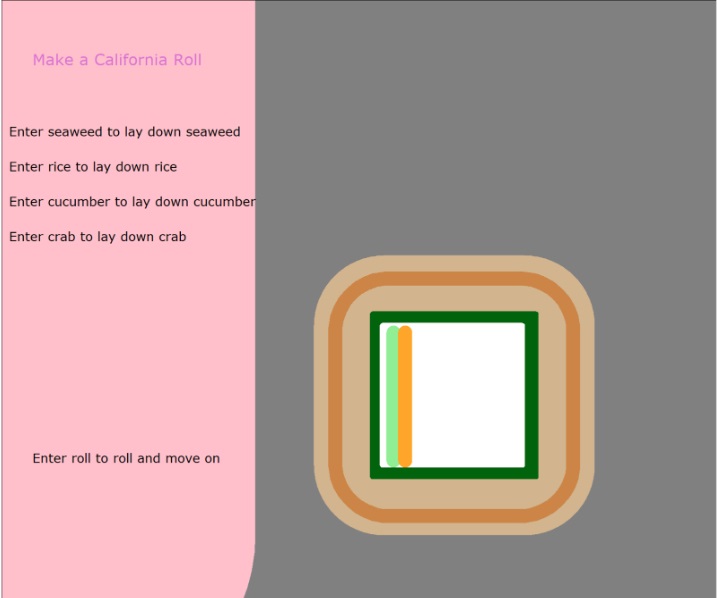 Make a California Roll
Enter seaweed to lay down seaweed
Enter rice to lay down rice
Enter cucumber to lay down cucumber
Enter crab to lay down crab
Enter roll to roll and move on